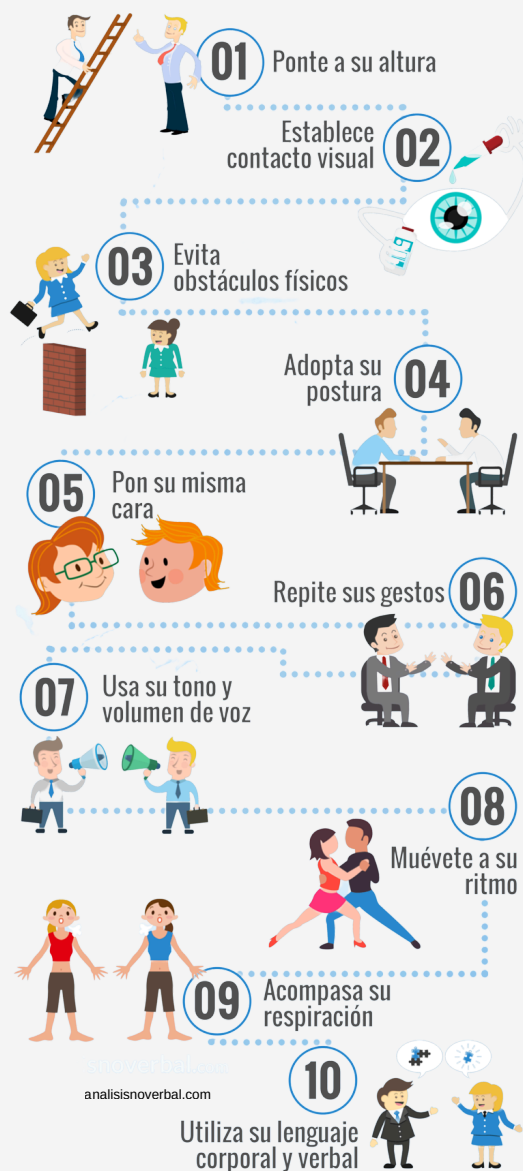 01
Ponte a su altura
Establece
contacto visual
02
03
Evita
obstáculos físicos
Adopta su
postura
04
05
Pon su misma
cara
Repite sus gestos
06
07
Usa su tono y
volumen de voz
08
Muévete a su
ritmo
09
Acompasa su
respiración
analisisnoverbal.com
10
Utiliza su lenguaje
corporal y verbal